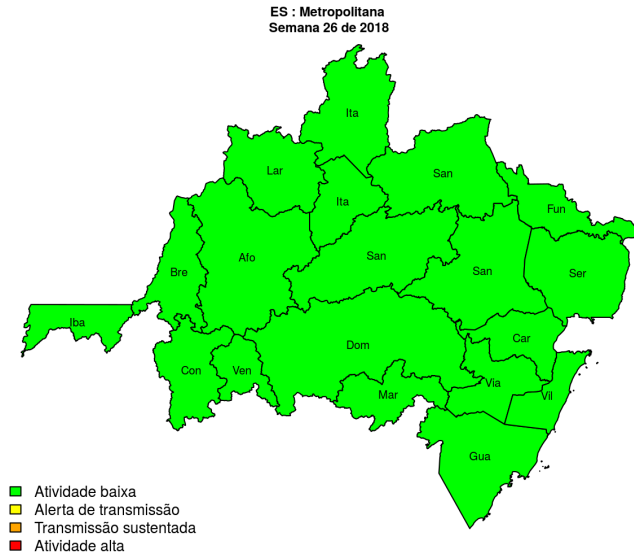 ES : Metropolitana
Semana 26 de 2018
Ita
Lar
San
Ita
Fun
Afo
San
Bre
San
Ser
Iba
Car
Dom
Con
Ven
Via
Mar
Vil
Gua
Atividade baixa
Alerta de transmissão
Transmissão sustentada
Atividade alta